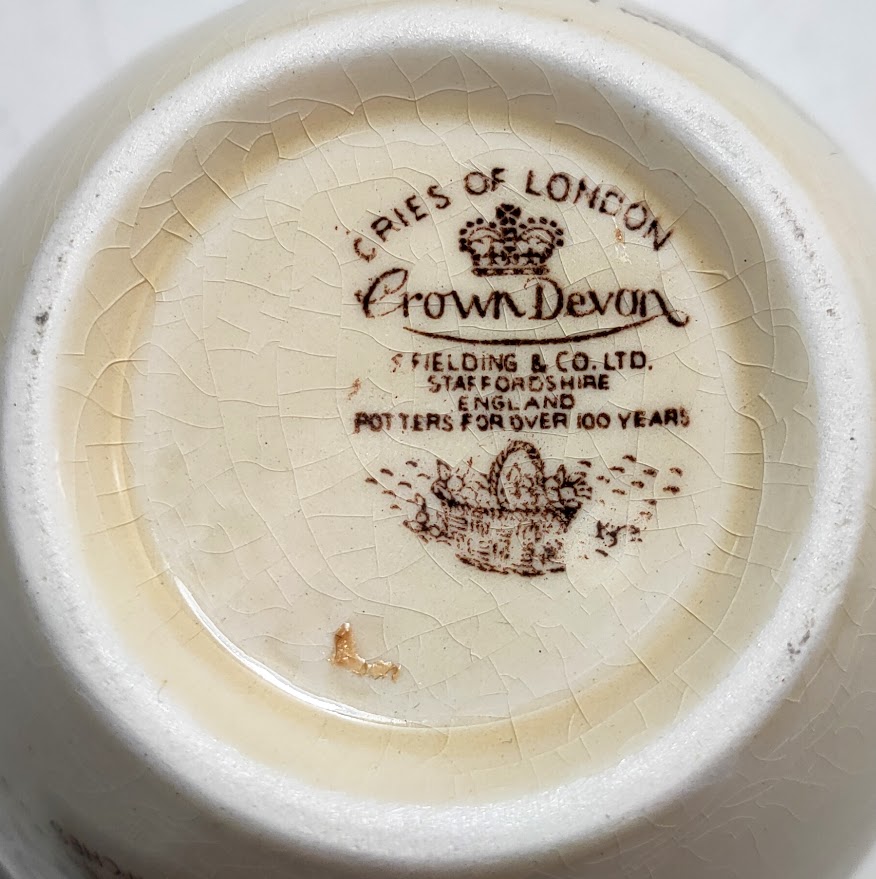 CRIES OF LONDON
Crown Devon
S FIELDING & CO. LTD.
STAFFORDSHIRE
ENGLAND
POTTERS FOR OVER 100 YEARS